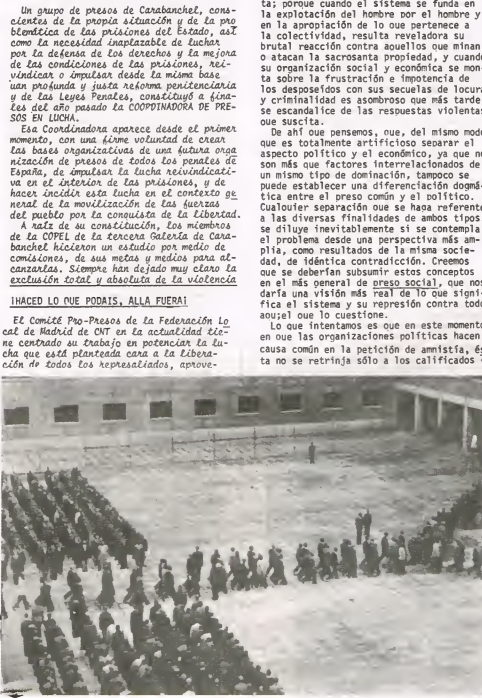 Un grupo de presos de Carabanchel, cons-
cientes de la propia situación y de la pro
blemática de las prisiones del Estado, así
como la necesidad inaplazable de luchar
por la defensa de los derechos y la mejora
de las condiciones de las prisiones, rei-
vindicar o impulsar desde la misma base
uan profunda y justa reforma penitenciaria
y de las Leyes Penales, constituyó a fina-
les del año pasado la COOPDINADORA DE PRE-
SOS EN LUCHA.
Esa Coordinadora aparece desde el primer
momento, con una firme voluntad de crear
las bases organizativas de una futura orga
nización de presos de todos los penales de
España, de impulsar la lucha reivindicati-
va en el interior de las prisiones, y de
hacer incidir esta lucha en el contexto ge
neral de la movilización de las fuerzas
del pueblo por la conquista de la libertad.
A raíz de su constitución, los miembros
de la COPEL de la tercera Galería de Cara-
banchel hicieron un estudio por medio de
comisiones, de sus metas y medios para al-
canzarlas. Siempre han dejado muy claro la
exclusión total y absoluta de la violencia
¡HACED LO QUE PODAIS, ALLA FUERA!
El Comité Pro-Presos de la Federación Lo
cal de Madrid de CNT en la actualidad tie-
ne centrado su trabajo en potenciar la lu-
cha que está planteada cara a la libera-
ción de todos los represaliados, aprove-
ta; porque cuando el sistema se funda en
la explotación del hombre por el hombre y
en la apropiación de lo que pertenece a
la colectividad, resulta reveladora su
brutal reacción contra aquellos que minan
o atacan la sacrosanta propiedad, y cuando
su organización social y económica se mon-
ta sobre la frustración e impotencia de
los desposeídos con sus secuelas de locura
y criminalidad es asombroso que más tarde
se escandalice de las respuestas violentas
que suscita.
De ahí que pensemos, que, del mismo modo
que es totalmente artificioso separar el
aspecto político y el económico, ya que no
son más que factores interrelacionados de
un mismo tipo de dominación, tampoco se
puede establecer una diferenciación dogmá-
tica entre el preso común y el político.
Cualquier separación que se haga referente
a las diversas finalidades de ambos tipos
se diluye inevitablemente si se contempla
el problema desde una perspectiva más am-
plia, como resultados de la misma socie-
dad, de idéntica contradicción. Creemos
que se deberían subsumir estos conceptos
en el más general de preso social, que nos
daría una visión más real de lo que signi-
fica el sistema y su represión contra todo
aqu;el que lo cuestione.
Lo que intentamos es que en este momento
en que las organizaciones políticas hacen
causa común en la petición de amnistía, és
ta no se retrinja sólo a los calificados